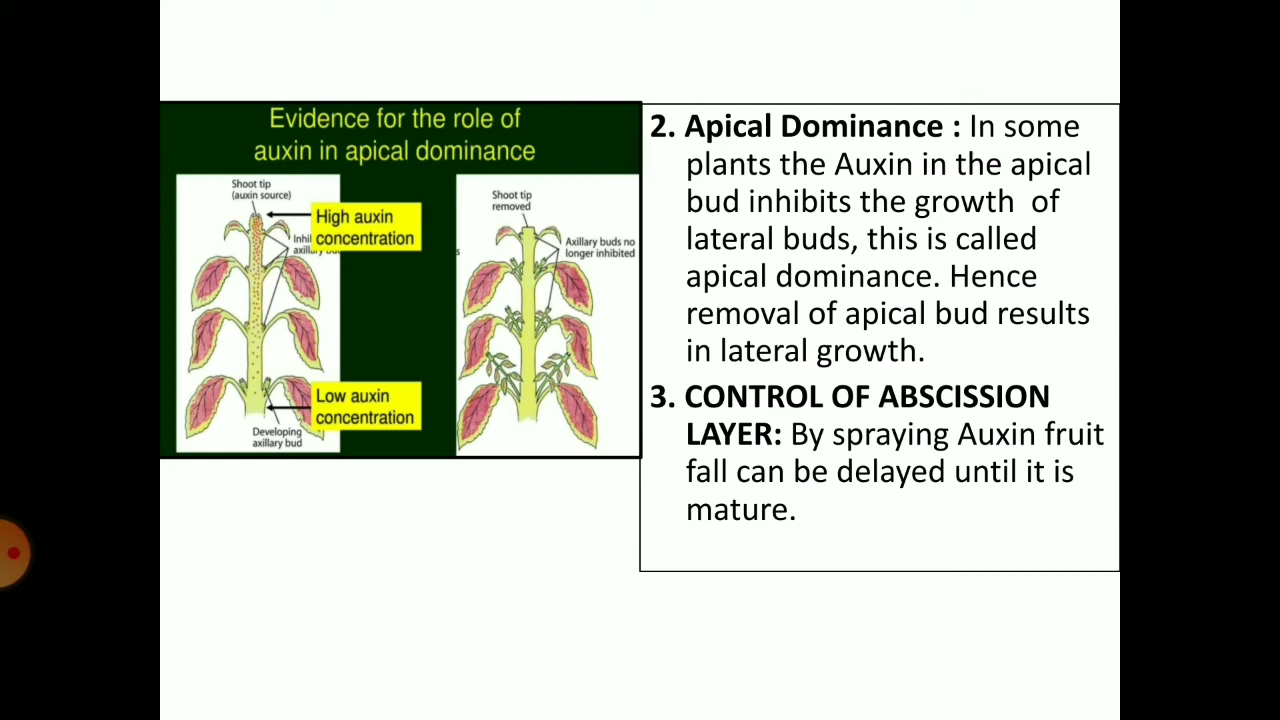 Evidence for the role of
auxin in apical dominance
Shoot tip
(auxin source)
High auxin
concentration
Low auxin
concentration
Developing
axillary bud
Shoot tip
removed
Axillary buds no
longer inhibited
s
2. Apical Dominance : In some
plants the Auxin in the apical
bud inhibits the growth of
lateral buds, this is called
apical dominance. Hence
removal of apical bud results
in lateral growth.
3. CONTROL OF ABSCISSION
LAYER: By spraying Auxin fruit
fall can be delayed until it is
mature.